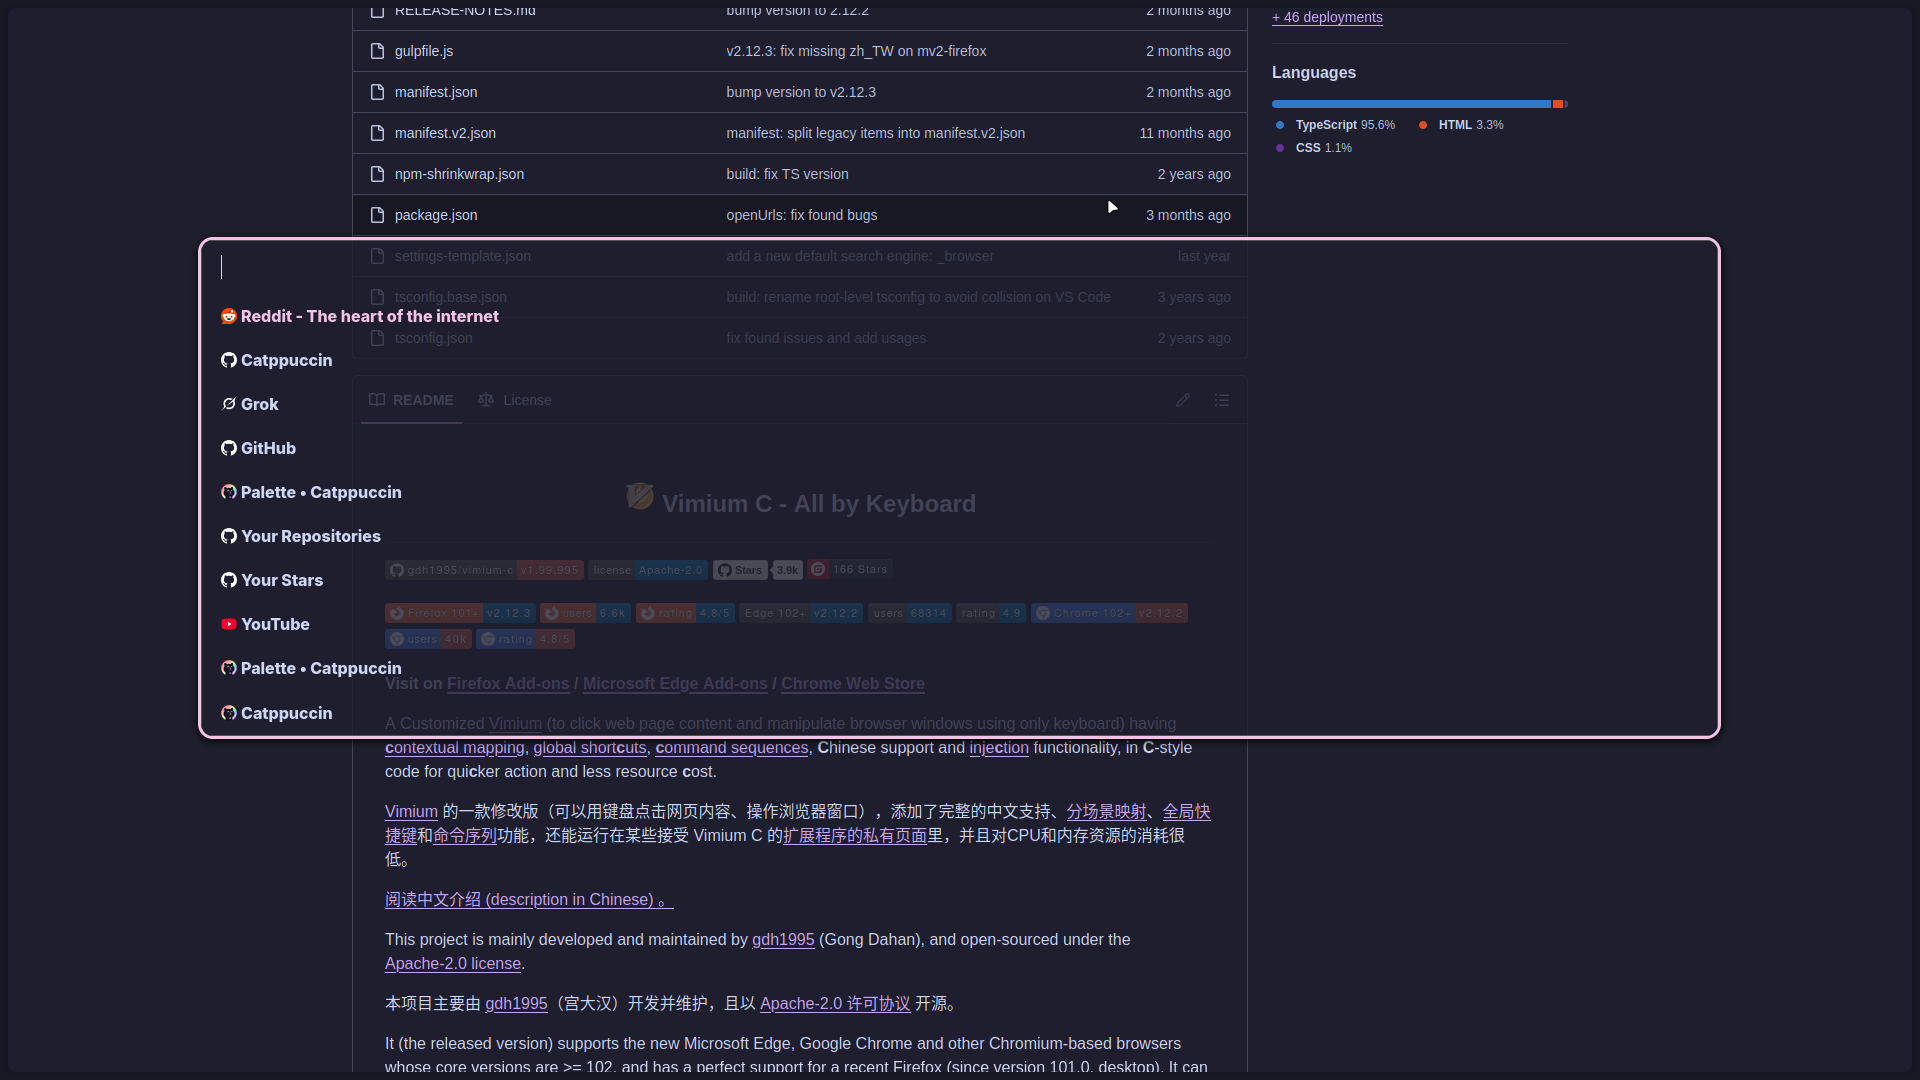 RELEASE-NOTES.md bump version to 2.12.2 2 months ago
gulpfile.js v2.12.3: fix missing zh_TW on mv2-firefox 2 months ago
manifest.json bump version to v2.12.3 2 months ago
manifest.v2.json manifest: split legacy items into manifest.v2.json 11 months ago
npm-shrinkwrap.json build: fix TS version 2 years ago
package.json openUrls: fix found bugs 3 months ago
settings-template.json add a new default search engine: _browser last year
tsconfig.base.json build: rename root-level tsconfig to avoid collision on VS Code 3 years ago
tsconfig.json fix found issues and add usages 2 years ago
+ 46 deployments
Languages
TypeScript 95.6% HTML 3.3%
CSS 1.1%
Reddit - The heart of the internet
Catppuccin
Grok
GitHub
Palette • Catppuccin
Your Repositories
Your Stars
YouTube
Palette • Catppuccin
Catppuccin
README License
Vimium C - All by Keyboard
gdh1995/vimium-c v1.99.995 license Apache-2.0 Stars 3.9k 166 Stars
Firefox 101+ v2.12.3 users 6.6k rating 4.8/5 Edge 102+ v2.12.2 users 68314 rating 4.9 Chrome 102+ v2.12.2
users 40k rating 4.8/5
Visit on Firefox Add-ons / Microsoft Edge Add-ons / Chrome Web Store
A Customized Vimium (to click web page content and manipulate browser windows using only keyboard) having
contextual mapping, global shortcuts, command sequences, Chinese support and injection functionality, in C-style
code for quicker action and less resource cost.
Vimium 的一款修改版（可以用键盘点击网页内容、操作浏览器窗口），添加了完整的中文支持、分场景映射、全局快
捷键和命令序列功能，还能运行在某些接受 Vimium C 的扩展程序的私有页面里，并且对CPU和内存资源的消耗很
低。
阅读中文介绍 (description in Chinese) 。
This project is mainly developed and maintained by gdh1995 (Gong Dahan), and open-sourced under the
Apache-2.0 license.
本项目主要由 gdh1995（宫大汉）开发并维护，且以 Apache-2.0 许可协议 开源。
It (the released version) supports the new Microsoft Edge, Google Chrome and other Chromium-based browsers
whose core versions are >= 102, and has a perfect support for a recent Firefox (since version 101.0, desktop). It can